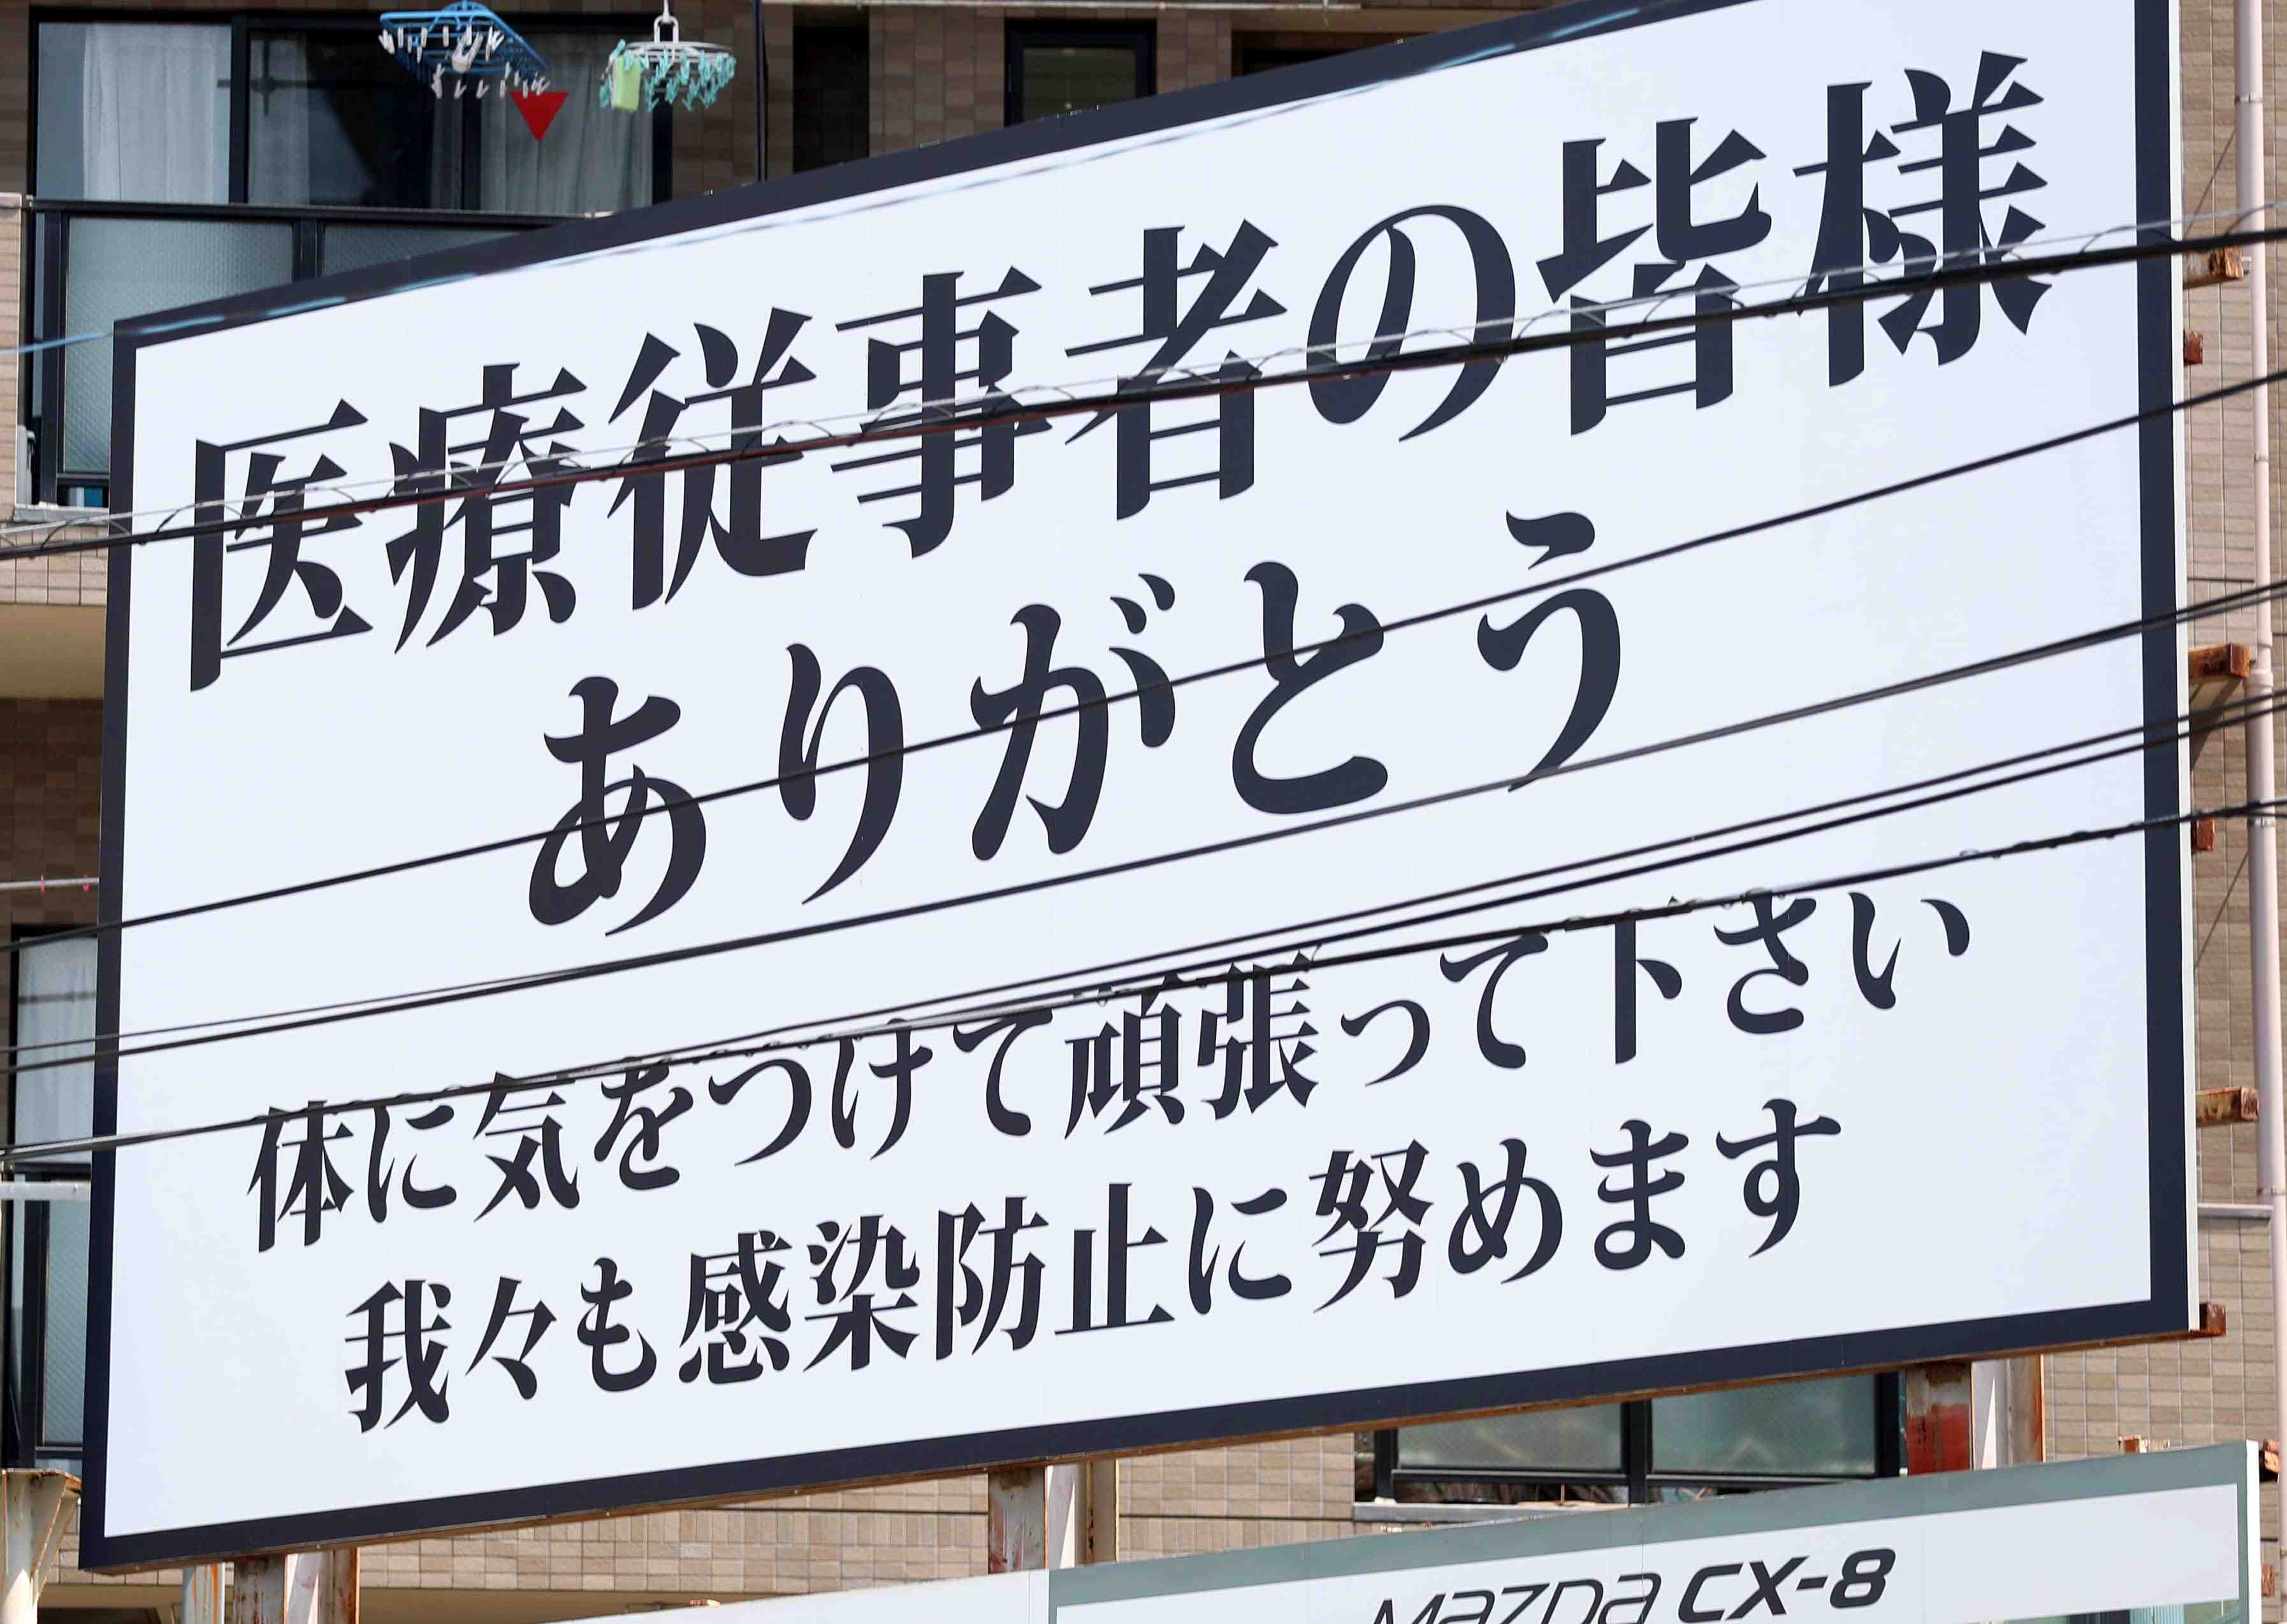 医療従事者の皆様
ありがとう
体に気をつけて頑張って下さい
我々も感染防止に努めます
mazda CX-8